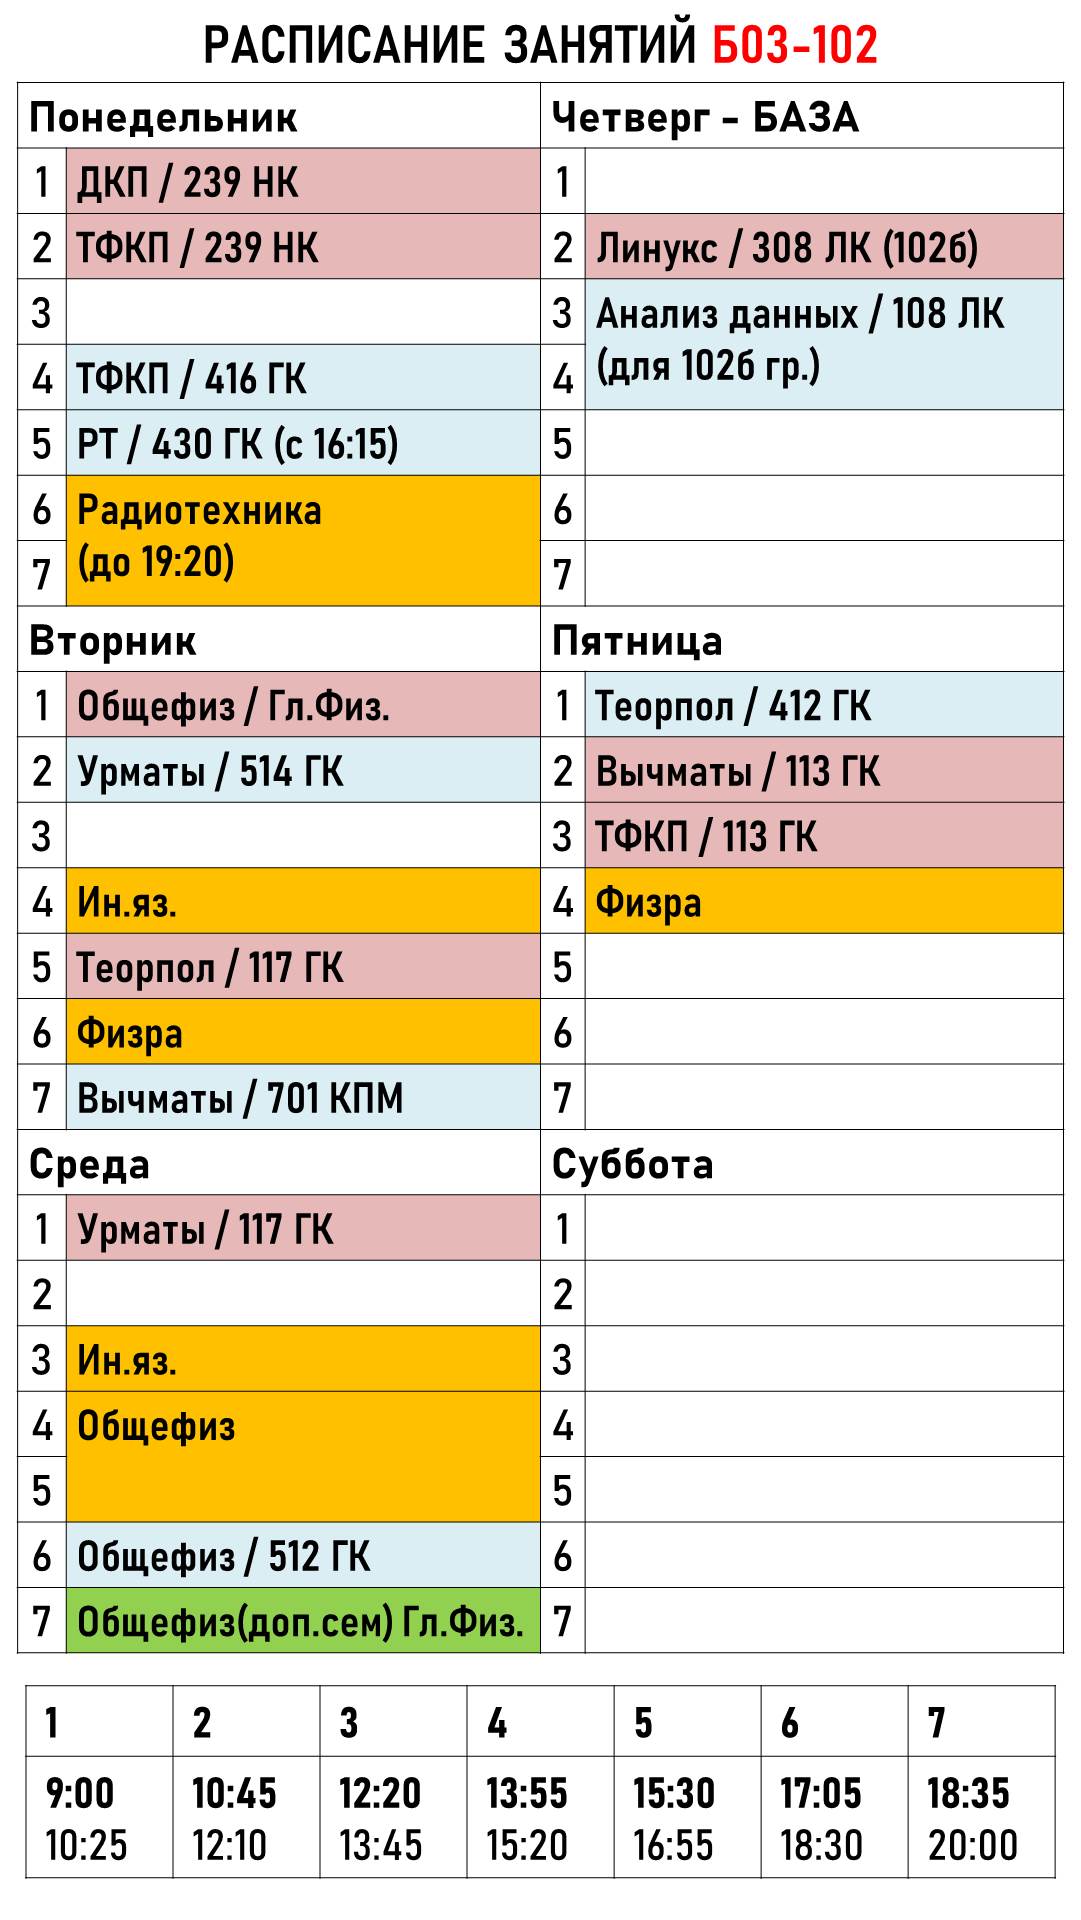 РАСПИСАНИЕ ЗАНЯТИЙ Б03-102
Понедельник
1 ДКП / 239 НК
2 ТФКП / 239 НК
3
4 ТФКП / 416 ГК
5 РТ / 430 ГК (с 16:15)
6 Радиотехника
7 (до 19:20)
Вторник
1 Общефиз / Гл.Физ.
2 Урматы / 514 ГК
3
4 Ин.яз.
5 Теорпол / 117 ГК
6 Физра
7 Вычматы / 701 КПМ
Среда
1 Урматы / 117 ГК
2
3 Ин.яз.
4 Общефиз
5
6 Общефиз / 512 ГК
7 Общефиз(доп.сем) Гл.Физ.
Четверг - БАЗА
1
2 Линукс / 308 ЛК (102б)
3 Анализ данных / 108 ЛК
4 (для 102б гр.)
5
6
7
Пятница
1 Теорпол / 412 ГК
2 Вычматы / 113 ГК
3 ТФКП / 113 ГК
4 Физра
5
6
7
Суббота
1
2
3
4
5
6
7
1 2 3 4 5 6 7
9:00 10:45 12:20 13:55 15:30 17:05 18:35
10:25 12:10 13:45 15:20 16:55 18:30 20:00